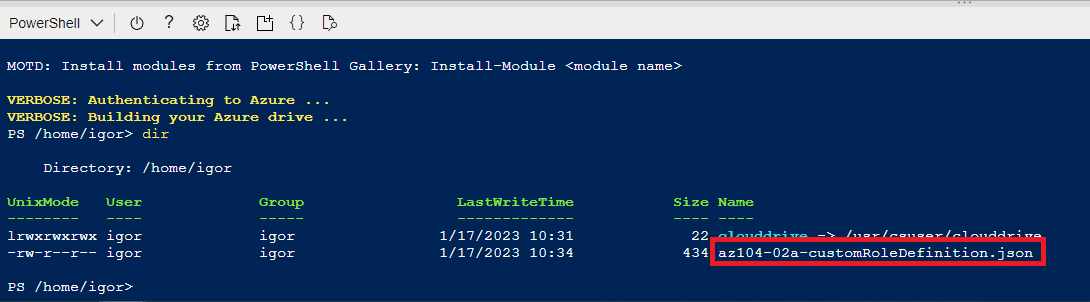 PowerShell
MOTD: Install modules from PowerShell Gallery: Install-Module <module name>
VERBOSE: Authenticating to Azure ...
VERBOSE: Building your Azure drive ...
PS /home/igor> dir
Directory: /home/igor
UnixMode User Group LastWriteTime Size Name
-------- ---- ----- ------------- ---- ----
lrwxrwxrwx igor igor 1/17/2023 10:31 22 clouddrive -> /usr/csuser/clouddrive
-rw-r--r-- igor igor 1/17/2023 10:34 434 az104-02a-customRoleDefinition.json
PS /home/igor>